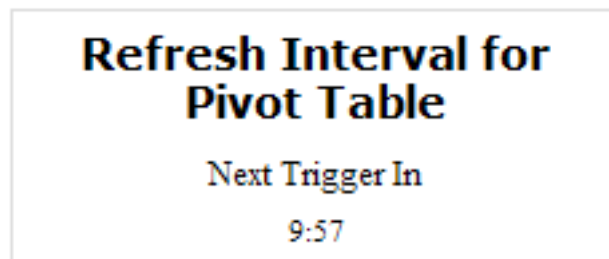 Refresh Interval for
Pivot Table
Next Trigger In
9:57